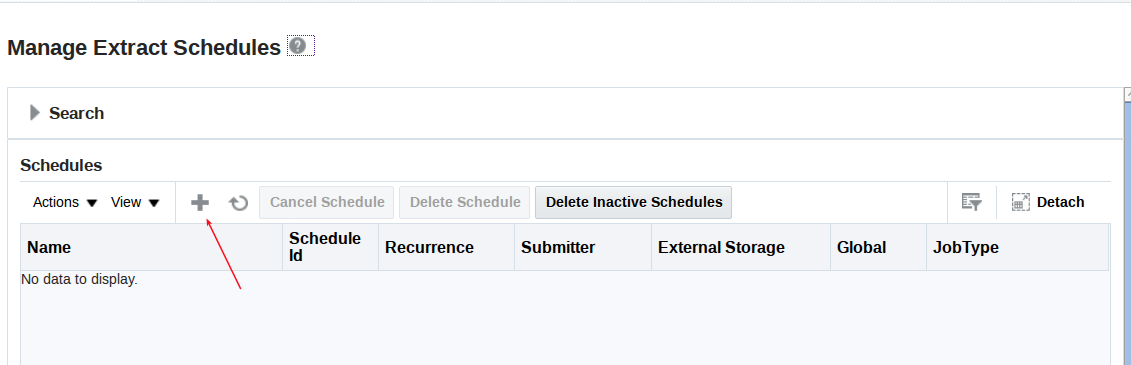 Manage Extract Schedules ?
Search
Schedules
Actions View Cancel Schedule Delete Schedule Delete Inactive Schedules Detach
Name Schedule Id Recurrence Submitter External Storage Global JobType
No data to display.